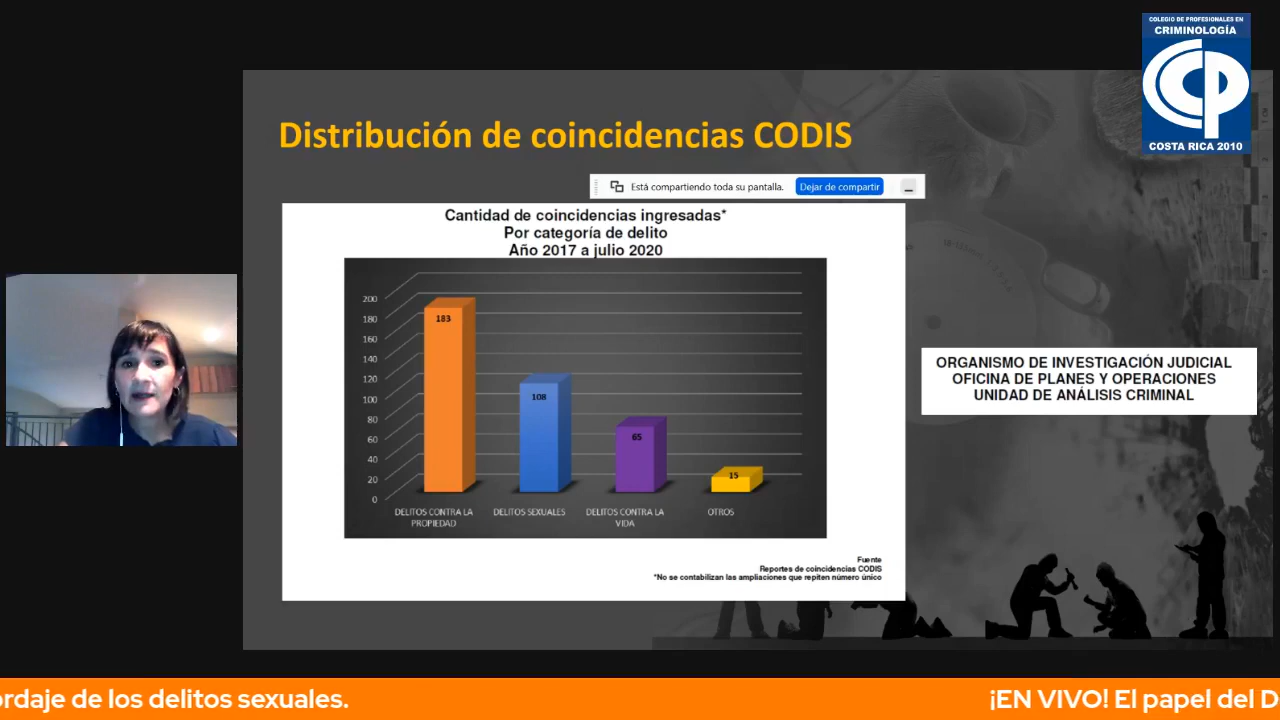 COLEGIO DE PROFESIONALES EN
CRIMINOLOGÍA
COSTA RICA 2010
Distribución de coincidencias CODIS
Está compartiendo toda su pantalla.
Dejar de compartir
Cantidad de coincidencias ingresadas*
Por categoría de delito
Año 2017 a julio 2020
200
180
160
140
120
100
80
60
40
20
0
183
108
65
15
DELITOS CONTRA LA
PROPIEDAD
DELITOS SEXUALES
DELITOS CONTRA LA
VIDA
OTROS
Fuente
Reportes de coincidencias CODIS
*No se contabilizan las ampliaciones que repiten número único
ORGANISMO DE INVESTIGACIÓN JUDICIAL
OFICINA DE PLANES Y OPERACIONES
UNIDAD DE ANÁLISIS CRIMINAL
ordaje de los delitos sexuales.
¡EN VIVO! El papel del D